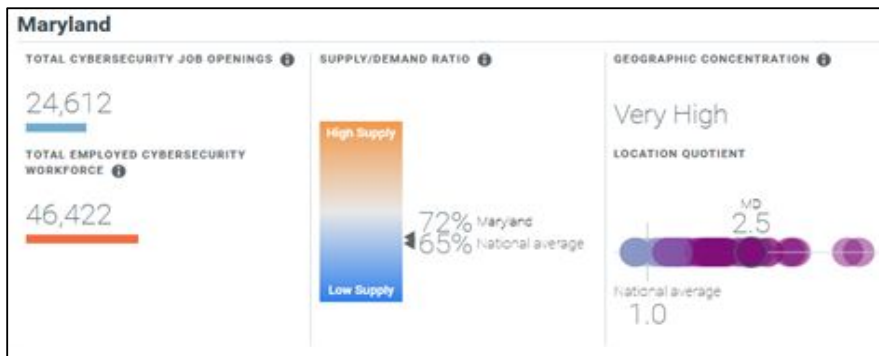 Maryland
TOTAL CYBERSECURITY JOB OPENINGS
24,612
TOTAL EMPLOYED CYBERSECURITY
WORKFORCE
46,422
SUPPLY/DEMAND RATIO
High Supply
72% Maryland
65% National average
Low Supply
GEOGRAPHIC CONCENTRATION
Very High
LOCATION QUOTIENT
MD
2.5
National average
1.0